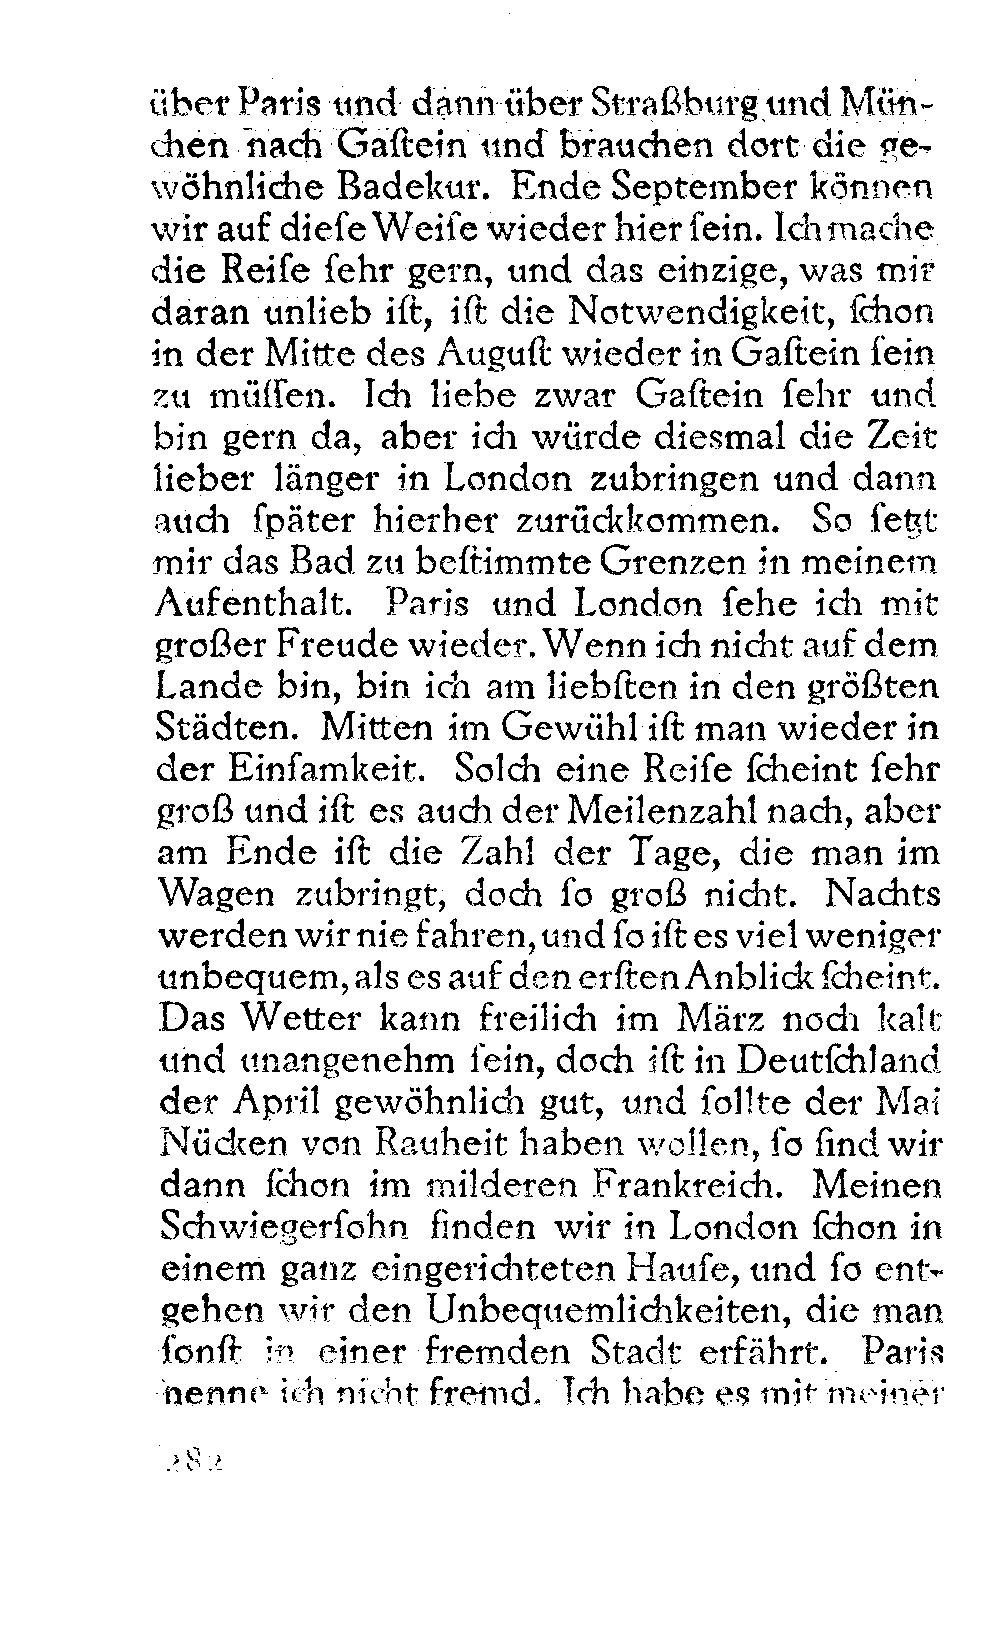 über Paris und dann über Straßburg und Mün-
chen nach Gaſtein und brauchen dort die ge-
wöhnliche Badekur. Ende September können
wir auf dieſe Weiſe wieder hier ſein. Ich mache
die Reiſe ſehr gern, und das einzige, was mir
daran unlieb iſt, iſt die Notwendigkeit, ſchon
in der Mitte des Auguſt wieder in Gaſtein ſein
zu müſſen. Ich liebe zwar Gaſtein ſehr und
bin gern da, aber ich würde diesmal die Zeit
lieber länger in London zubringen und dann
auch ſpäter hierher zurückkommen. So ſetzt
mir das Bad zu beſtimmte Grenzen in meinem
Aufenthalt. Paris und London ſehe ich mit
großer Freude wieder. Wenn ich nicht auf dem
Lande bin, bin ich am liebſten in den größten
Städten. Mitten im Gewühl iſt man wieder in
der Einſamkeit. Solch eine Reiſe ſcheint ſehr
groß und iſt es auch der Meilenzahl nach, aber
am Ende iſt die Zahl der Tage, die man im
Wagen zubringt, doch ſo groß nicht. Nachts
werden wir nie fahren, und ſo iſt es viel weniger
unbequem, als es auf den erſten Anblick ſcheint.
Das Wetter kann freilich im März noch kalt
und unangenehm ſein, doch iſt in Deutſchland
der April gewöhnlich gut, und ſollte der Mai
Nücken von Rauheit haben wollen, ſo ſind wir
dann ſchon im milderen Frankreich. Meinen
Schwiegerſohn finden wir in London ſchon in
einem ganz eingerichteten Hauſe, und ſo ent-
gehen wir den Unbequemlichkeiten, die man
ſonſt in einer fremden Stadt erfährt. Paris
nenne ich nicht fremd. Ich habe es mit meiner
282